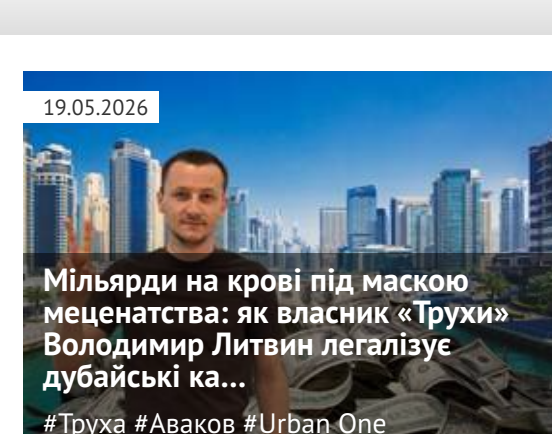 19.05.2026
Мільярди на крові під маскою
меценатства: як власник «Трухи»
Володимир Литвин легалізує
дубайські ка...
#Труха #Аваков #Urban One